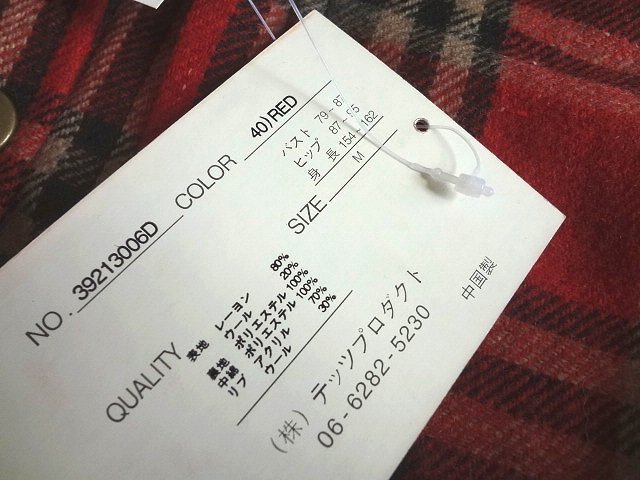 NO. 39213006D COLOR 40) RED
バスト 79~87
ヒップ 87~95
身長 154~162
SIZE M
QUALITY
表地 レーヨン 80%
ウール 20%
裏地 ポリエステル 100%
中綿 ポリエステル 100%
リブ アクリル 70%
ウール 30%
(株) テッツプロダクト
06-6282-5230
中国製